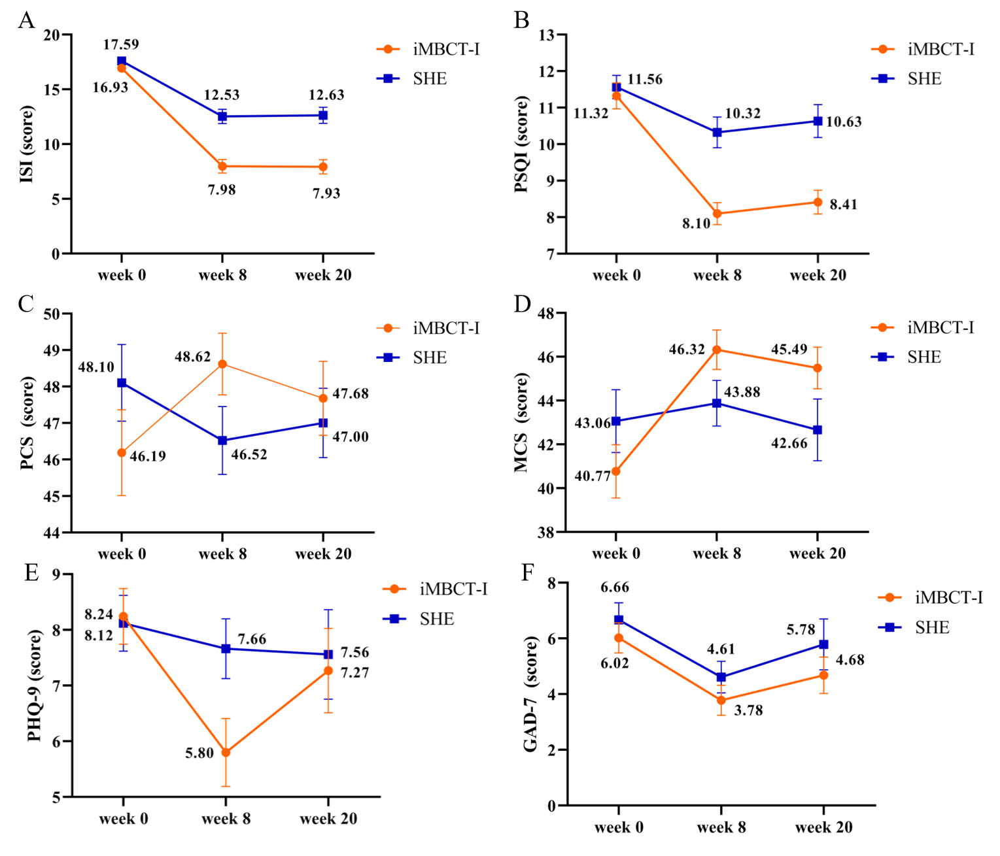 A
ISI (score)
20
15
10
5
0
17.59
16.93
12.53
7.98
12.63
7.93
week 0
week 8
week 20
iMBCT-I
SHE
B
PSQI (score)
13
12
11
10
9
8
7
11.56
11.32
10.32
8.10
10.63
8.41
week 0
week 8
week 20
iMBCT-I
SHE
C
PCS (score)
50
49
48
47
46
45
44
48.10
46.19
48.62
46.52
47.68
47.00
week 0
week 8
week 20
iMBCT-I
SHE
D
MCS (score)
48
46
44
42
40
38
43.06
40.77
46.32
43.88
45.49
42.66
week 0
week 8
week 20
iMBCT-I
SHE
E
PHQ-9 (score)
9
8
7
6
5
8.24
8.12
7.66
5.80
7.56
7.27
week 0
week 8
week 20
iMBCT-I
SHE
F
GAD-7 (score)
8
6
4
2
0
6.66
6.02
4.61
3.78
5.78
4.68
week 0
week 8
week 20
iMBCT-I
SHE